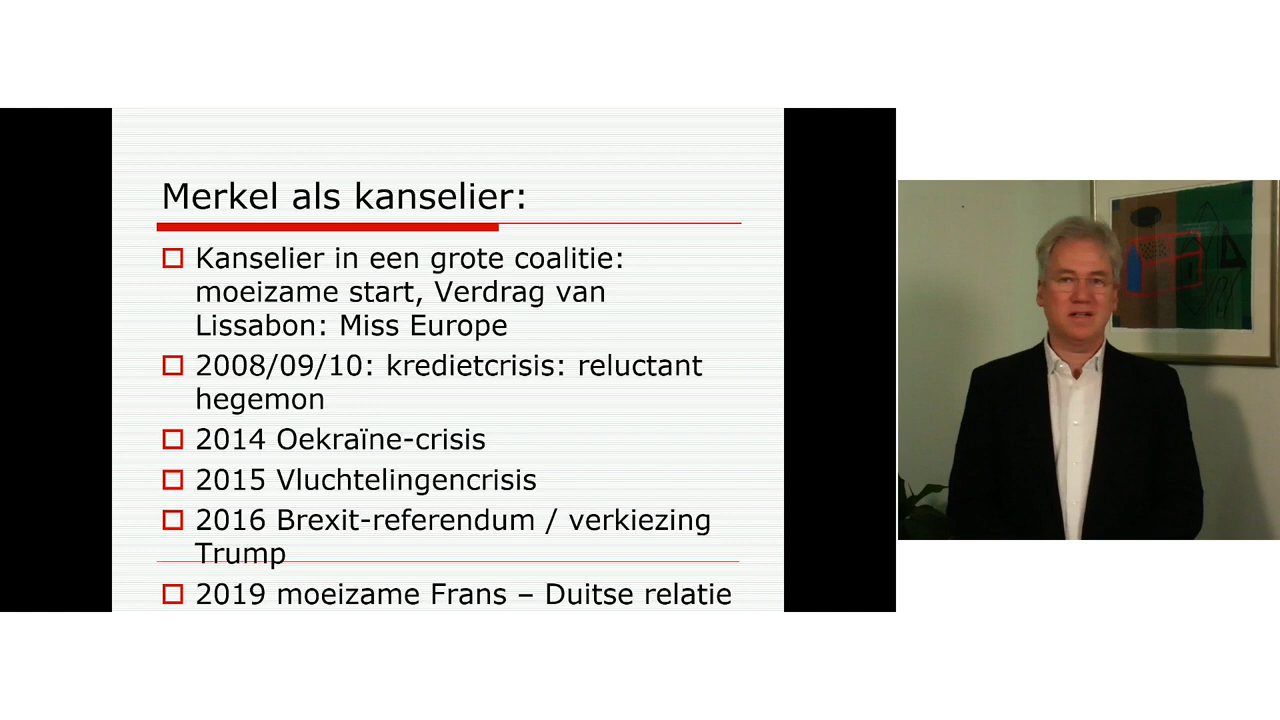 Merkel als kanselier:
Kanselier in een grote coalitie:
moeizame start, Verdrag van
Lissabon: Miss Europe
2008/09/10: kredietcrisis: reluctant
hegemon
2014 Oekraïne-crisis
2015 Vluchtelingencrisis
2016 Brexit-referendum / verkiezing
Trump
2019 moeizame Frans – Duitse relatie